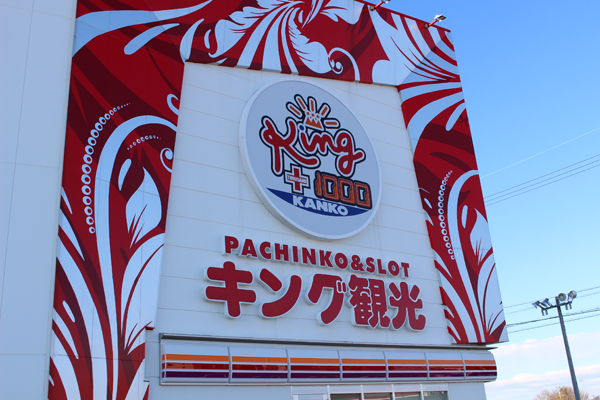 King
1000
KANKO
PACHINKO&SLOT
キング観光